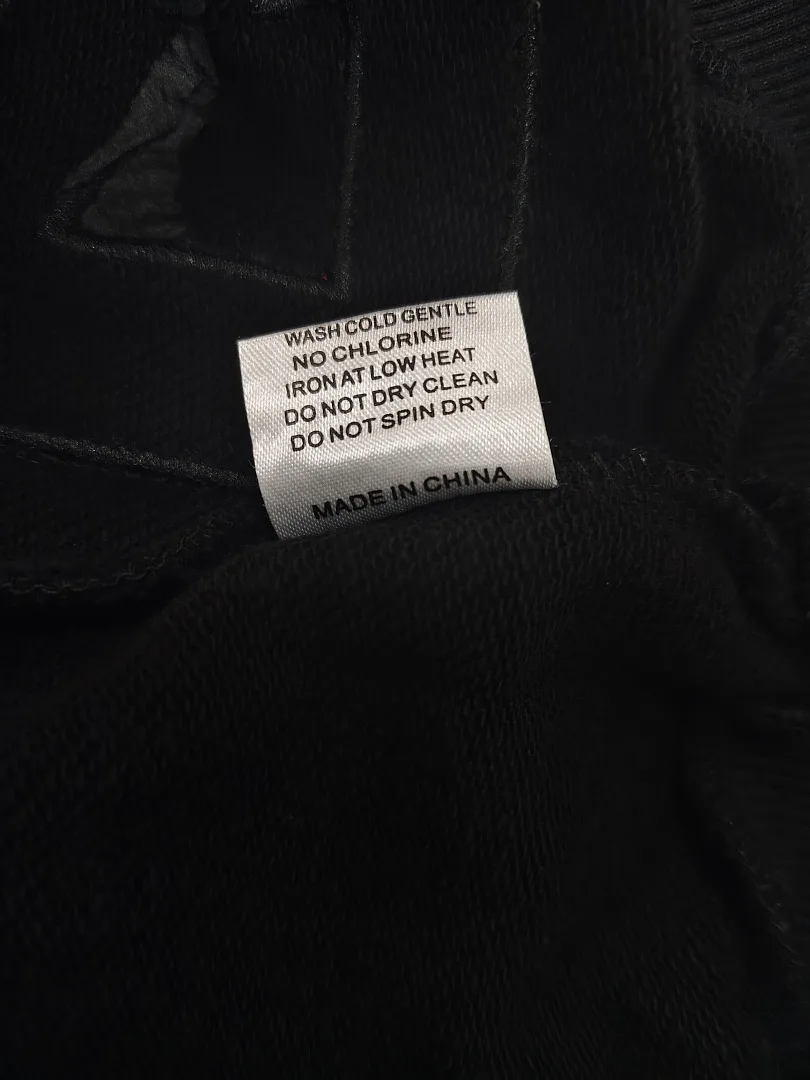 WASH COLD GENTLE
NO CHLORINE
IRON AT LOW HEAT
DO NOT DRY CLEAN
DO NOT SPIN DRY
MADE IN CHINA